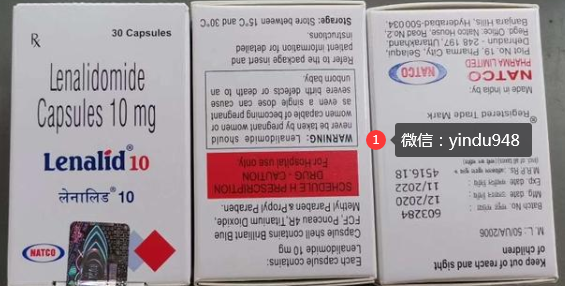 Rx
30 Capsules
Lenalidomide
Capsules 10 mg
Lenalid® 10
लेनालिड® 10
NATCO
Each capsule contains:
Lenalidomide 10 mg
Capsule shell contains Brilliant Blue
FCF, Ponceau 4R, Titanium Dioxide,
Methyl Paraben & Propyl Paraben.
SCHEDULE H PRESCRIPTION
DRUG - CAUTION
For Hospital use only.
WARNING: Lenalidomide should
never be taken by pregnant women or
women capable of becoming pregnant
as even a single dose can cause
severe birth defects or death to an
unborn baby.
Refer to the package insert and
patient information for detailed
instructions.
Storage: Store between 15°C and 30°C
Keep out of reach and sight
of children
M. L.: 50/UA/2006
Batch No.
603284
Mfg
12/2020
Exp
11/2022
M.R.P. Rs.
4516.18
® Registered Trade Mark
Made in India by:
NATCO
PHARMA LIMITED
NATCO
Plot No. 19, Pharma City, Selaqui,
Dehradun - 248 197, Uttarakhand.
Regd. Office: Natco House, Road No.2,
Banjara Hills, Hyderabad-500 034.
1
微信：yindu948